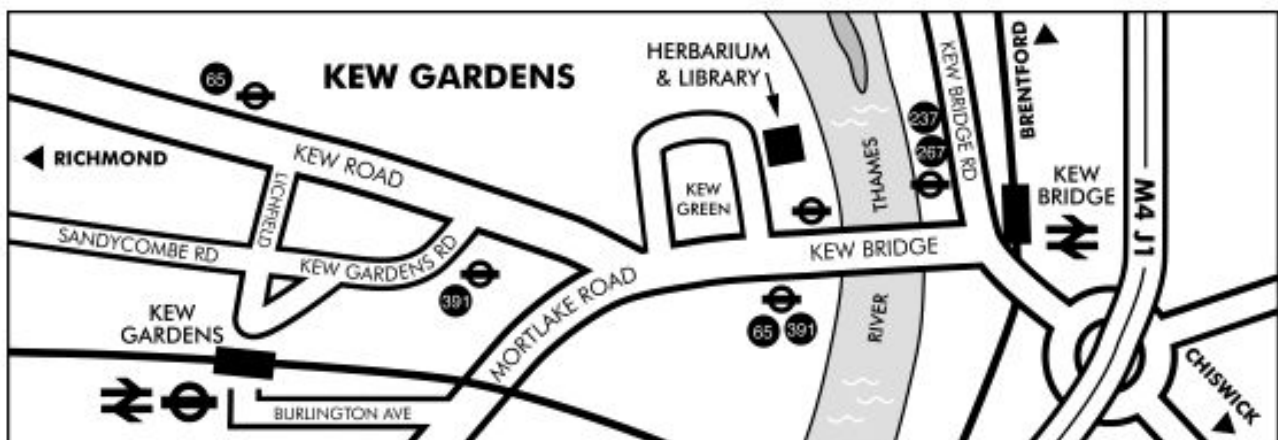 KEW GARDENS
65
RICHMOND
KEW ROAD
LICHFIELD
SANDYCOMBE RD
KEW GARDENS RD
391
KEW
GARDENS
BURLINGTON AVE
MORTLAKE ROAD
HERBARIUM
& LIBRARY
KEW
GREEN
THAMES
RIVER
KEW BRIDGE
65 391
237
267
KEW BRIDGE RD
BRENTFORD
KEW
BRIDGE
M4 J1
CHISWICK